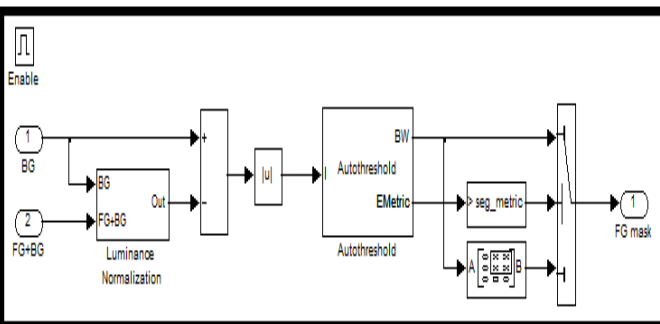 Enable
1
BG
2
FG+BG
BG
FG+BG
Out
Luminance
Normalization
+
−
|u|
I
Autothreshold
BW
EMetric
Autothreshold
> seg_metric
A
B
1
FG mask